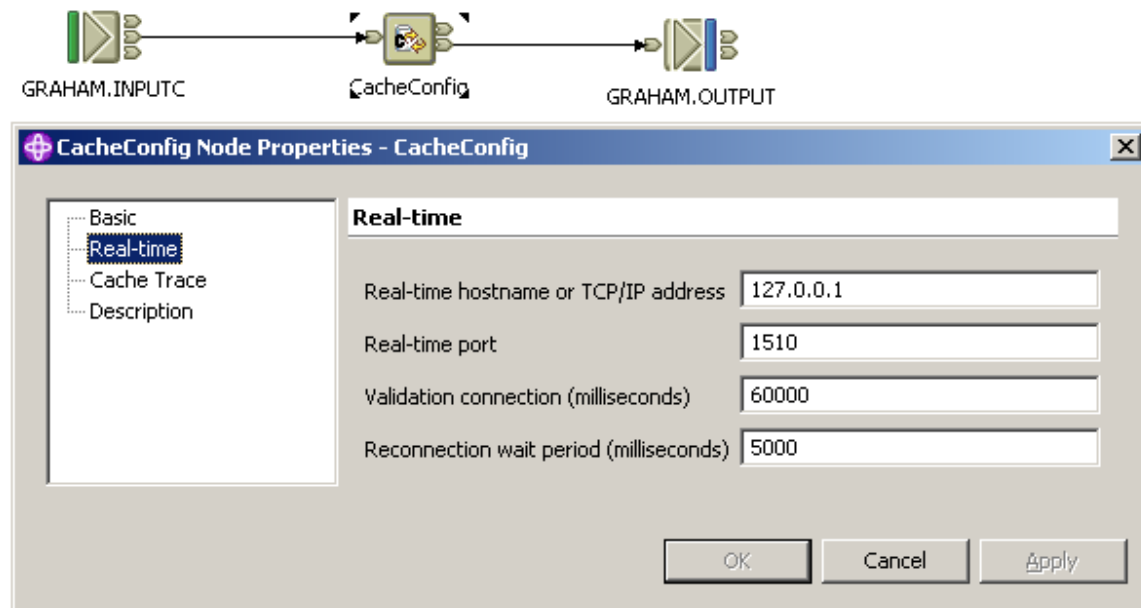 GRAHAM.INPUTC
CacheConfig
GRAHAM.OUTPUT
CacheConfig Node Properties - CacheConfig
Basic
Real-time
Cache Trace
Description
Real-time
Real-time hostname or TCP/IP address 127.0.0.1
Real-time port 1510
Validation connection (milliseconds) 60000
Reconnection wait period (milliseconds) 5000
OK Cancel Apply